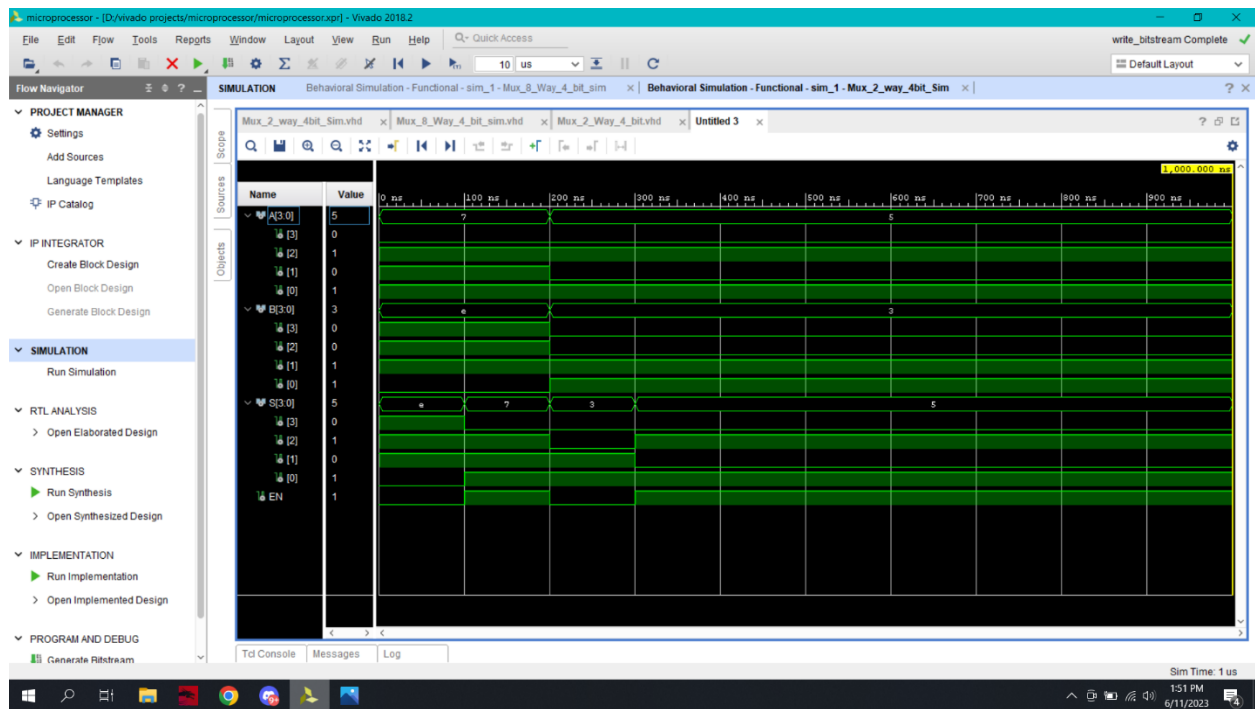 microprocessor - [D:/vivado projects/microprocessor/microprocessor.xpr] - Vivado 2018.2
File Edit Flow Tools Reports Window Layout View Run Help Quick Access write_bitstream Complete
10 us Default Layout
Flow Navigator SIMULATION Behavioral Simulation - Functional - sim_1 - Mux_8_Way_4_bit_sim Behavioral Simulation - Functional - sim_1 - Mux_2_way_4bit_Sim
PROJECT MANAGER
Settings
Add Sources
Language Templates
IP Catalog
IP INTEGRATOR
Create Block Design
Open Block Design
Generate Block Design
SIMULATION
Run Simulation
RTL ANALYSIS
Open Elaborated Design
SYNTHESIS
Run Synthesis
Open Synthesized Design
IMPLEMENTATION
Run Implementation
Open Implemented Design
PROGRAM AND DEBUG
Generate Bitstream
Scope
Sources
Objects
Mux_2_way_4bit_Sim.vhd Mux_8_Way_4_bit_sim.vhd Mux_2_Way_4_bit.vhd Untitled 3
1,000.000 ns
Name Value 0 ns 100 ns 200 ns 300 ns 400 ns 500 ns 600 ns 700 ns 800 ns 900 ns
A[3:0] 5 7 5
[3] 0
[2] 1
[1] 0
[0] 1
B[3:0] 3 e 3
[3] 0
[2] 0
[1] 1
[0] 1
S[3:0] 5 e 7 3 5
[3] 0
[2] 1
[1] 0
[0] 1
EN 1
Tcl Console Messages Log
Sim Time: 1 us
1:51 PM
6/11/2023
4